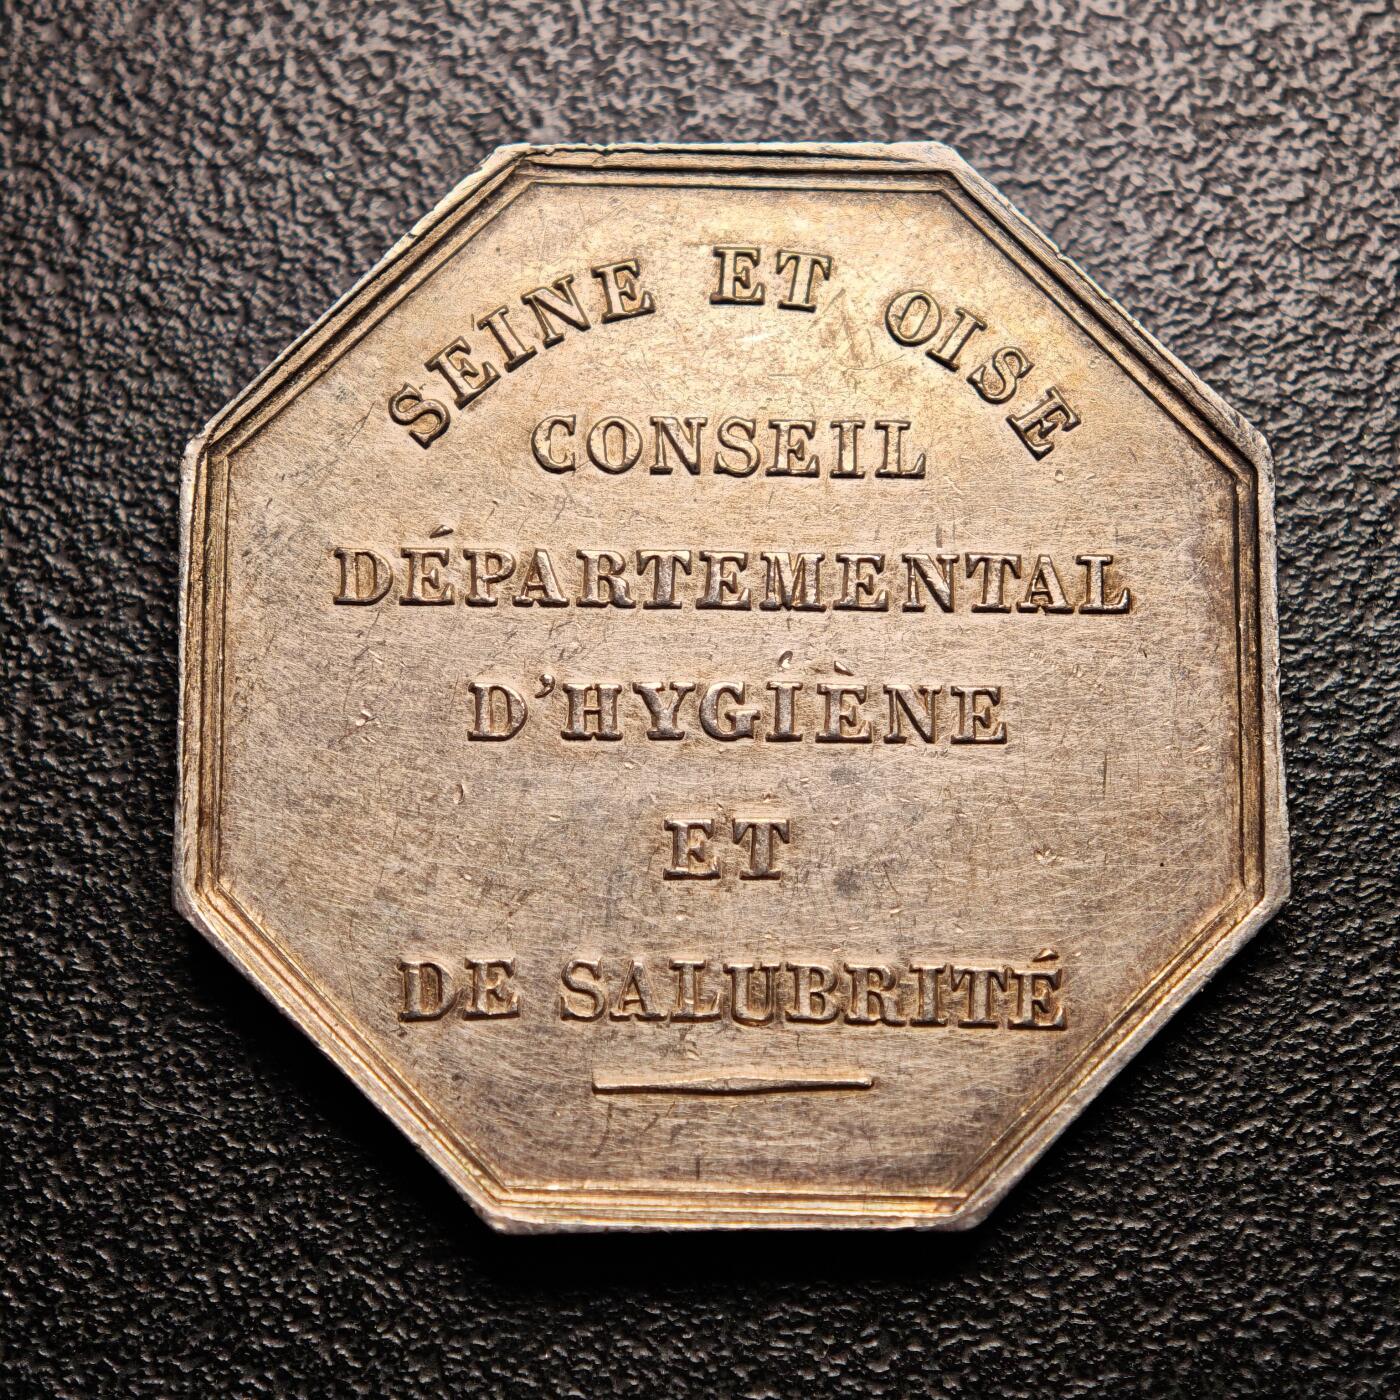 SEINE ET OISE
CONSEIL
DÉPARTEMENTAL
D'HYGIÈNE
ET
DE SALUBRITÉ